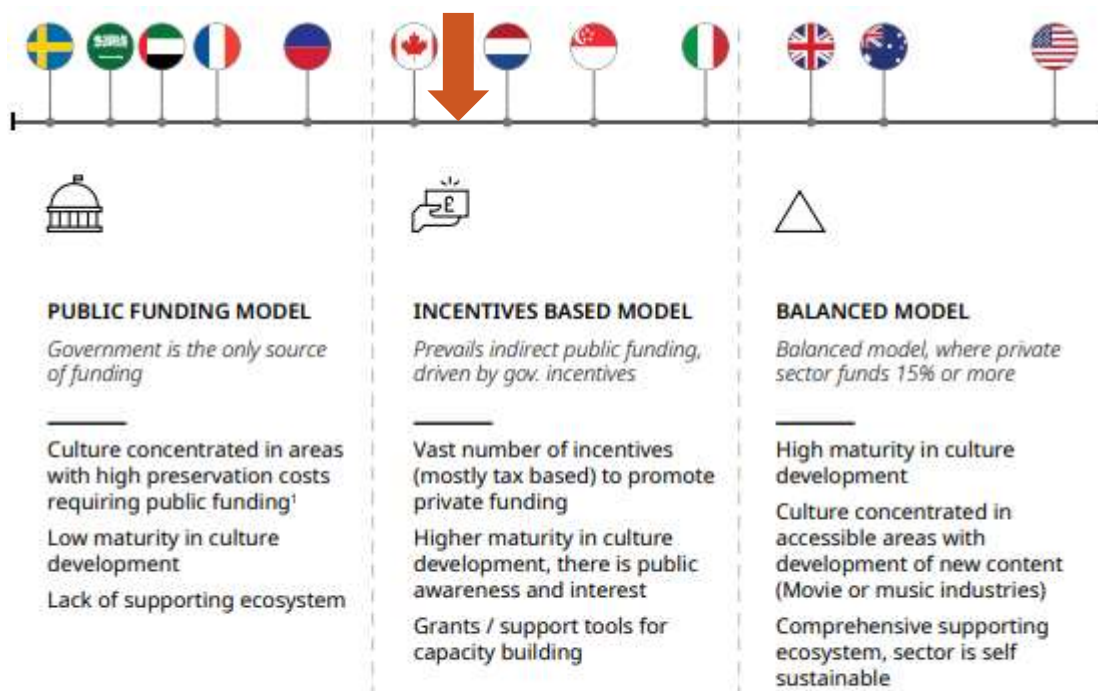 £
PUBLIC FUNDING MODEL
Government is the only source
of funding
Culture concentrated in areas
with high preservation costs
requiring public funding¹
Low maturity in culture
development
Lack of supporting ecosystem
INCENTIVES BASED MODEL
Prevails indirect public funding,
driven by gov. incentives
Vast number of incentives
(mostly tax based) to promote
private funding
Higher maturity in culture
development, there is public
awareness and interest
Grants / support tools for
capacity building
BALANCED MODEL
Balanced model, where private
sector funds 15% or more
High maturity in culture
development
Culture concentrated in
accessible areas with
development of new content
(Movie or music industries)
Comprehensive supporting
ecosystem, sector is self
sustainable